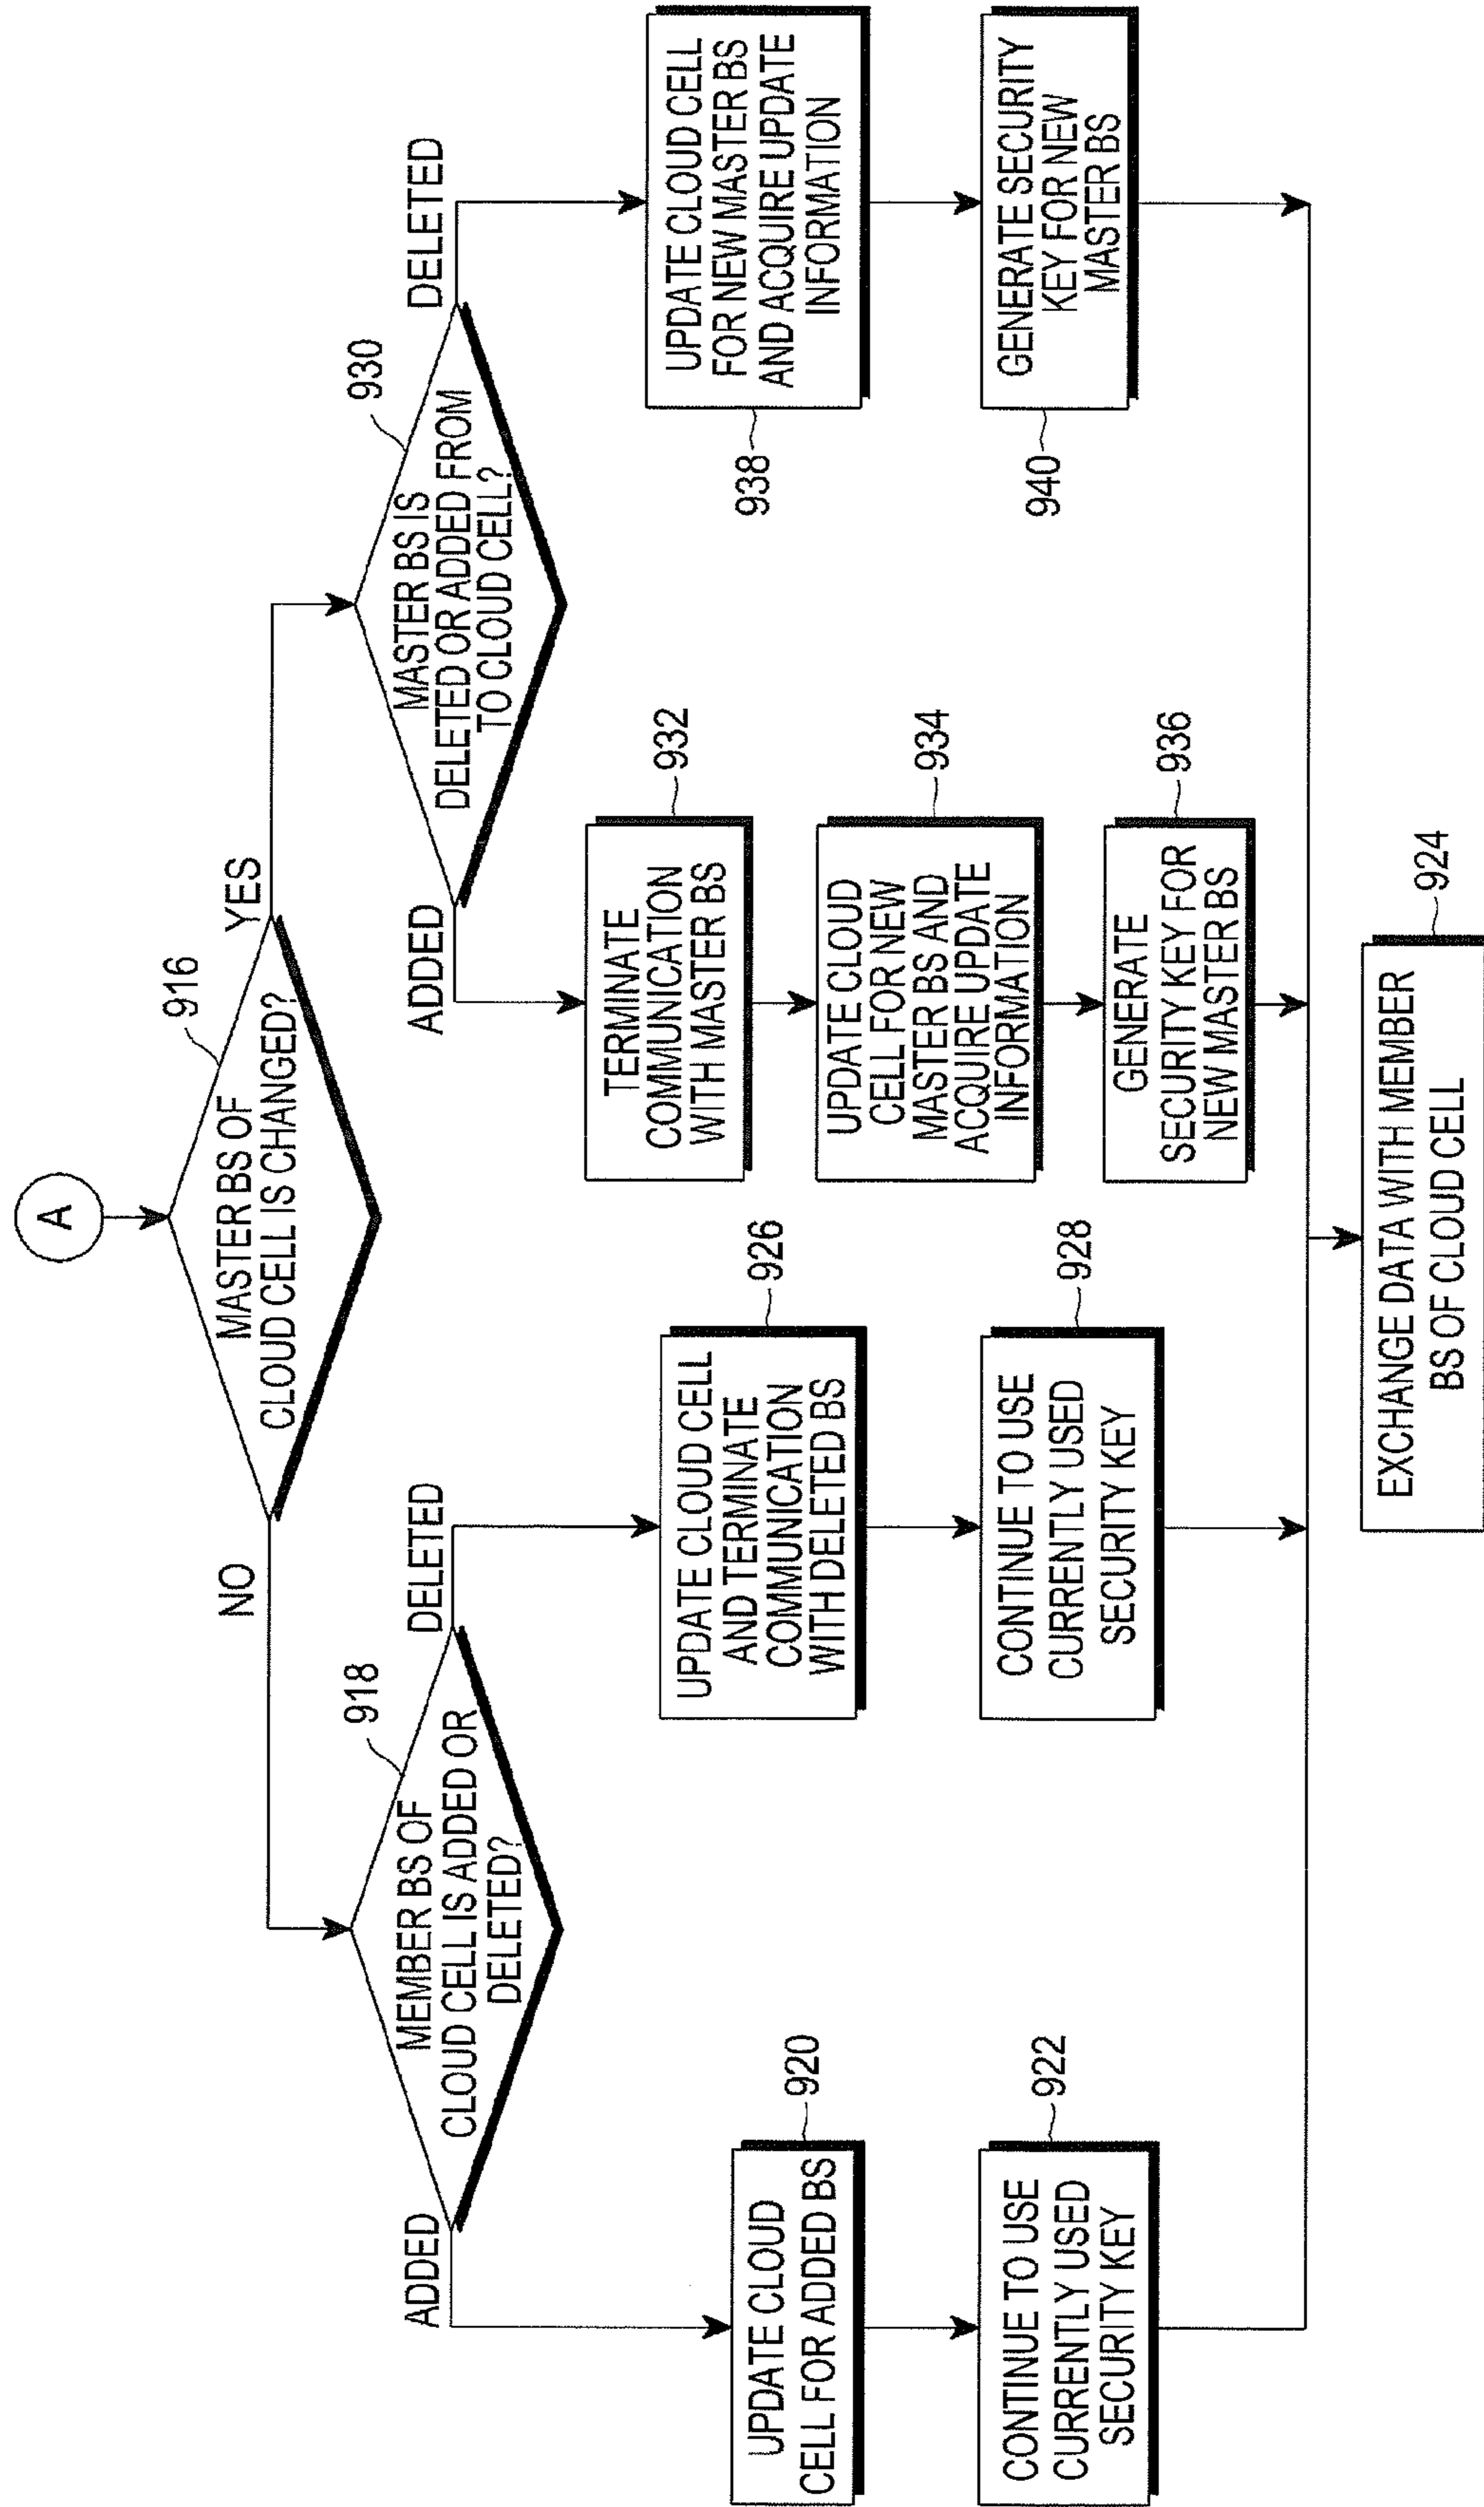 A
916
MASTER BS OF
CLOUD CELL IS CHANGED?
NO
YES
918
MEMBER BS OF
CLOUD CELL IS ADDED OR
DELETED?
930
MASTER BS IS
DELETED OR ADDED FROM
TO CLOUD CELL?
ADDED
DELETED
ADDED
DELETED
920
UPDATE CLOUD
CELL FOR ADDED BS
922
CONTINUE TO USE
CURRENTLY USED
SECURITY KEY
926
UPDATE CLOUD CELL
AND TERMINATE
COMMUNICATION
WITH DELETED BS
928
CONTINUE TO USE
CURRENTLY USED
SECURITY KEY
932
TERMINATE
COMMUNICATION
WITH MASTER BS
934
UPDATE CLOUD
CELL FOR NEW
MASTER BS AND
ACQUIRE UPDATE
INFORMATION
936
GENERATE
SECURITY KEY FOR
NEW MASTER BS
938
UPDATE CLOUD CELL
FOR NEW MASTER BS
AND ACQUIRE UPDATE
INFORMATION
940
GENERATE SECURITY
KEY FOR NEW
MASTER BS
924
EXCHANGE DATA WITH MEMBER
BS OF CLOUD CELL